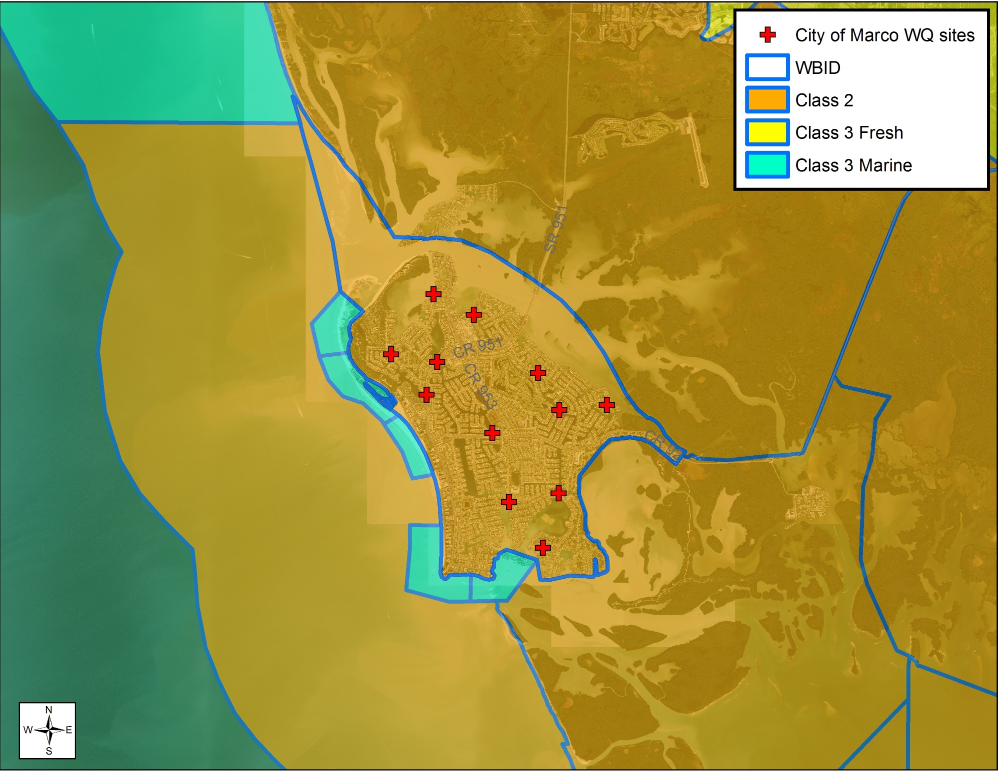 City of Marco WQ sites
WBID
Class 2
Class 3 Fresh
Class 3 Marine
SR 951
CR 951
CR 953
CR 92
N
W E
S